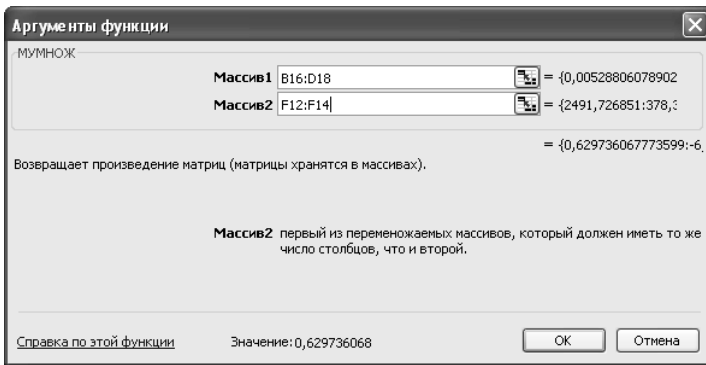 Аргументы функции
МУМНОЖ
Массив1 B16:D18 = {0,00528806078902
Массив2 F12:F14 = {2491,726851:378,3
= {0,629736067773599:-6,
Возвращает произведение матриц (матрицы хранятся в массивах).
Массив2 первый из переменожаемых массивов, который должен иметь то же
число столбцов, что и второй.
Справка по этой функции Значение:0,629736068 ОК Отмена